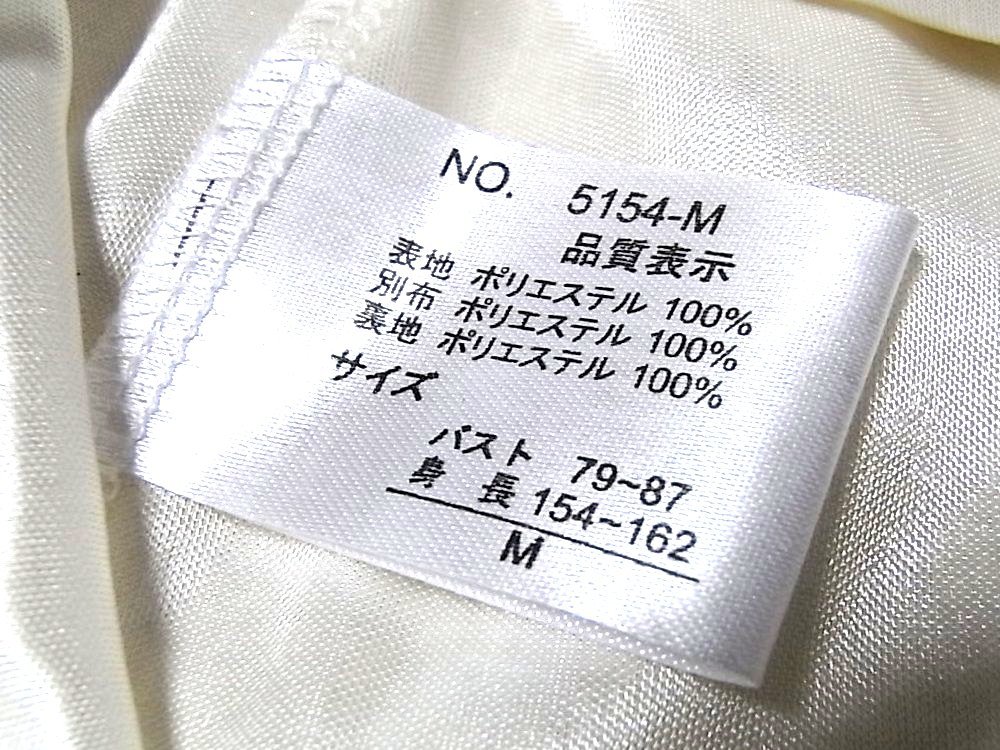 NO. 5154-M
品質表示
表地 ポリエステル 100%
別布 ポリエステル 100%
裏地 ポリエステル 100%
サイズ
バスト 79~87
身 長 154~162
M